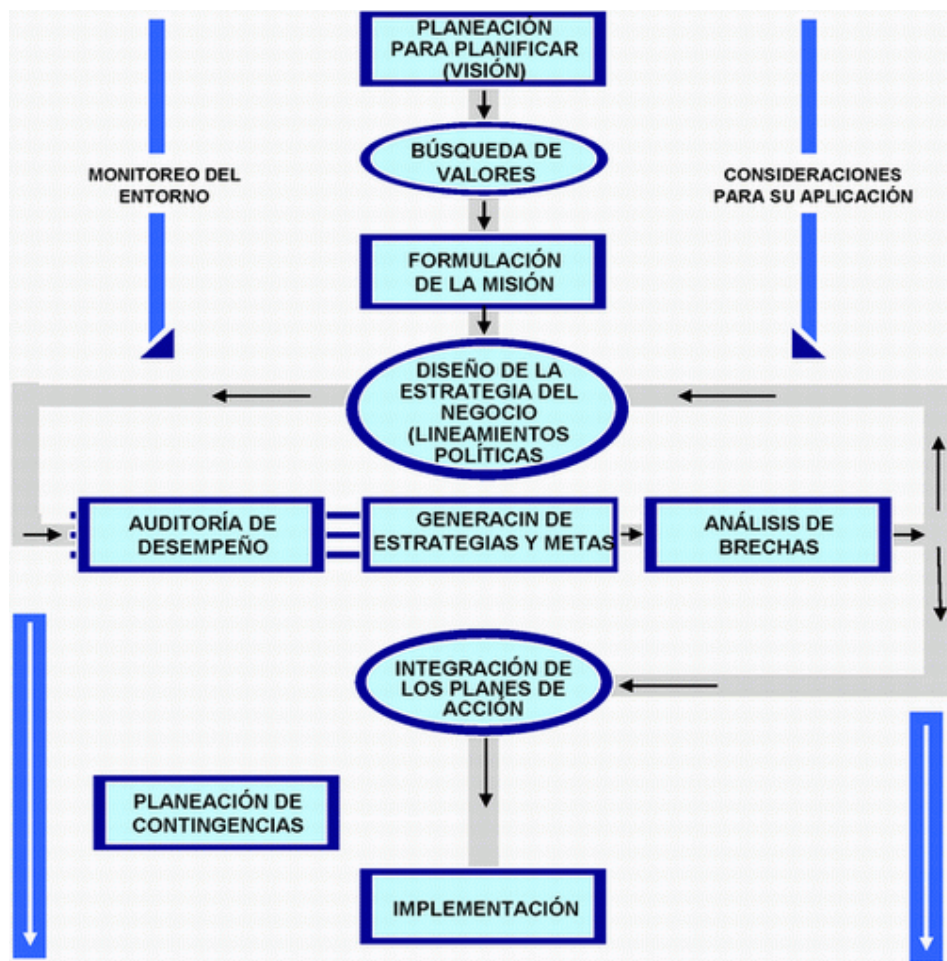 PLANEACIÓN
PARA PLANIFICAR
(VISIÓN)
BÚSQUEDA DE
VALORES
MONITOREO DEL
ENTORNO
CONSIDERACIONES
PARA SU APLICACIÓN
FORMULACIÓN
DE LA MISIÓN
DISEÑO DE LA
ESTRATEGIA DEL
NEGOCIO
(LINEAMIENTOS
POLÍTICAS
AUDITORÍA DE
DESEMPEÑO
GENERACIN DE
ESTRATEGIAS Y METAS
ANÁLISIS DE
BRECHAS
INTEGRACIÓN DE
LOS PLANES DE
ACCIÓN
PLANEACIÓN DE
CONTINGENCIAS
IMPLEMENTACIÓN